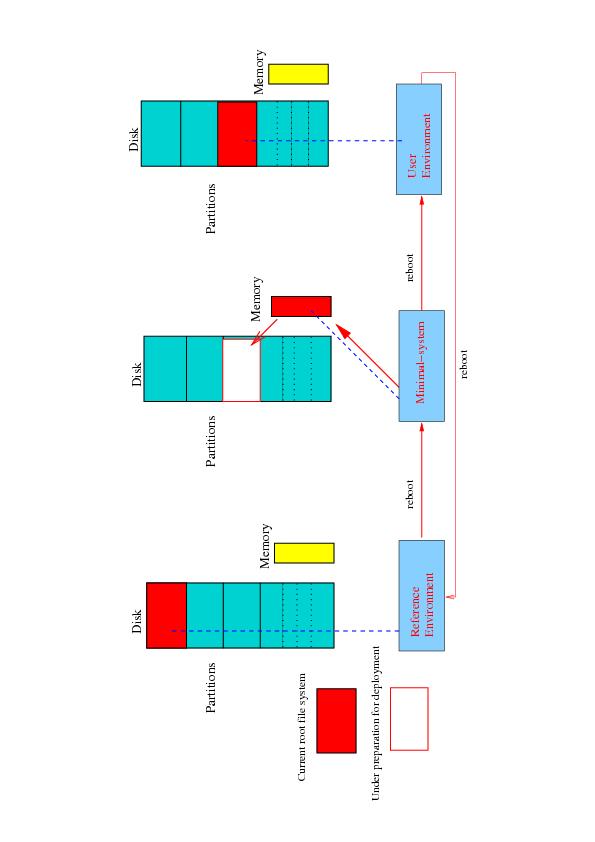 Disk
Memory
Partitions
Reference
Environment
reboot
Disk
Memory
Partitions
Minimal-system
reboot
Disk
Memory
Partitions
User
Environment
reboot
Current root file system
Under preparation for deployment